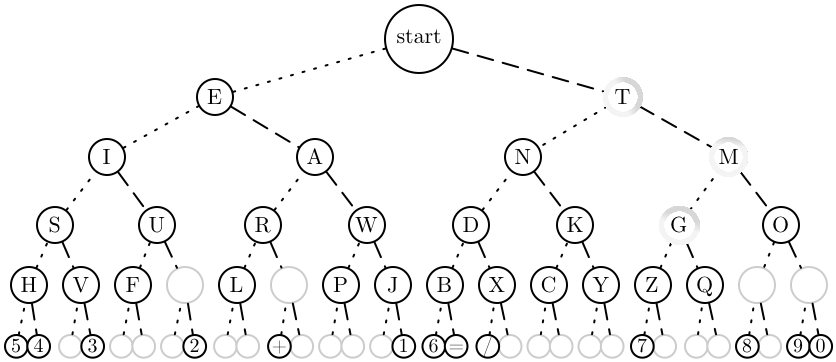 start
E T
I A N M
S U R W D K G O
H V F L P J B X C Y Z Q
5 4 3 2 + 1 6 = / 7 8 9 0